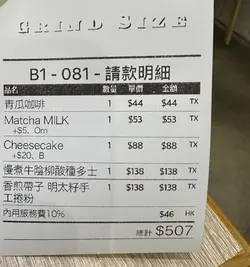 GRIND SIZE
B1 - 081 - 請款明細
品名 數量 單價 金額
青瓜咖啡 1 $44 $44 TX
Matcha MILK 1 $53 $53 TX
+$5, Om
Cheesecake 1 $88 $88 TX
+$20, B
慢煮牛脸柳酸種多士 1 $138 $138 TX
香煎帶子 明太籽手 1 $138 $138 TX
工捲粉
內用服務費10% $46 HK
總計 $507